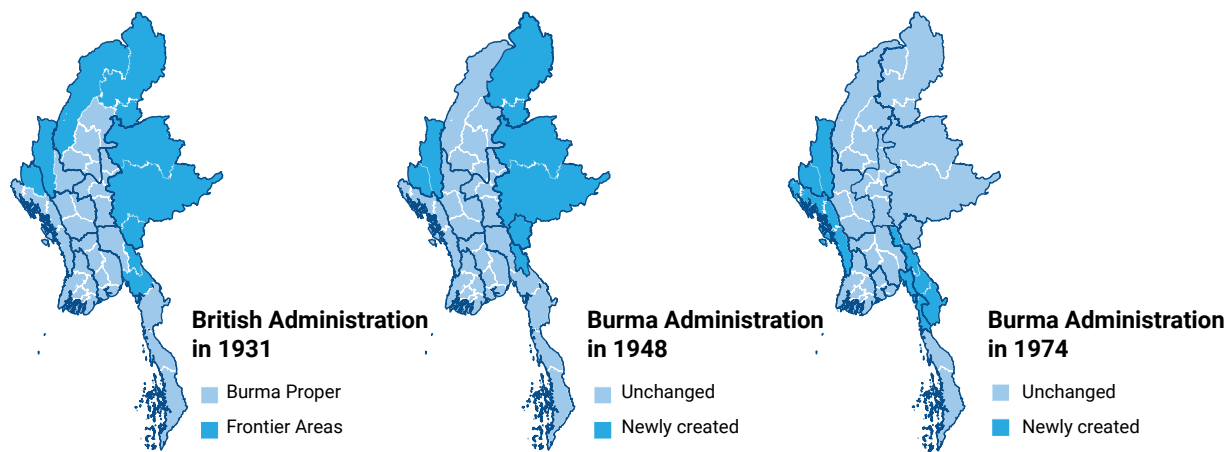 British Administration
in 1931
Burma Proper
Frontier Areas
Burma Administration
in 1948
Unchanged
Newly created
Burma Administration
in 1974
Unchanged
Newly created